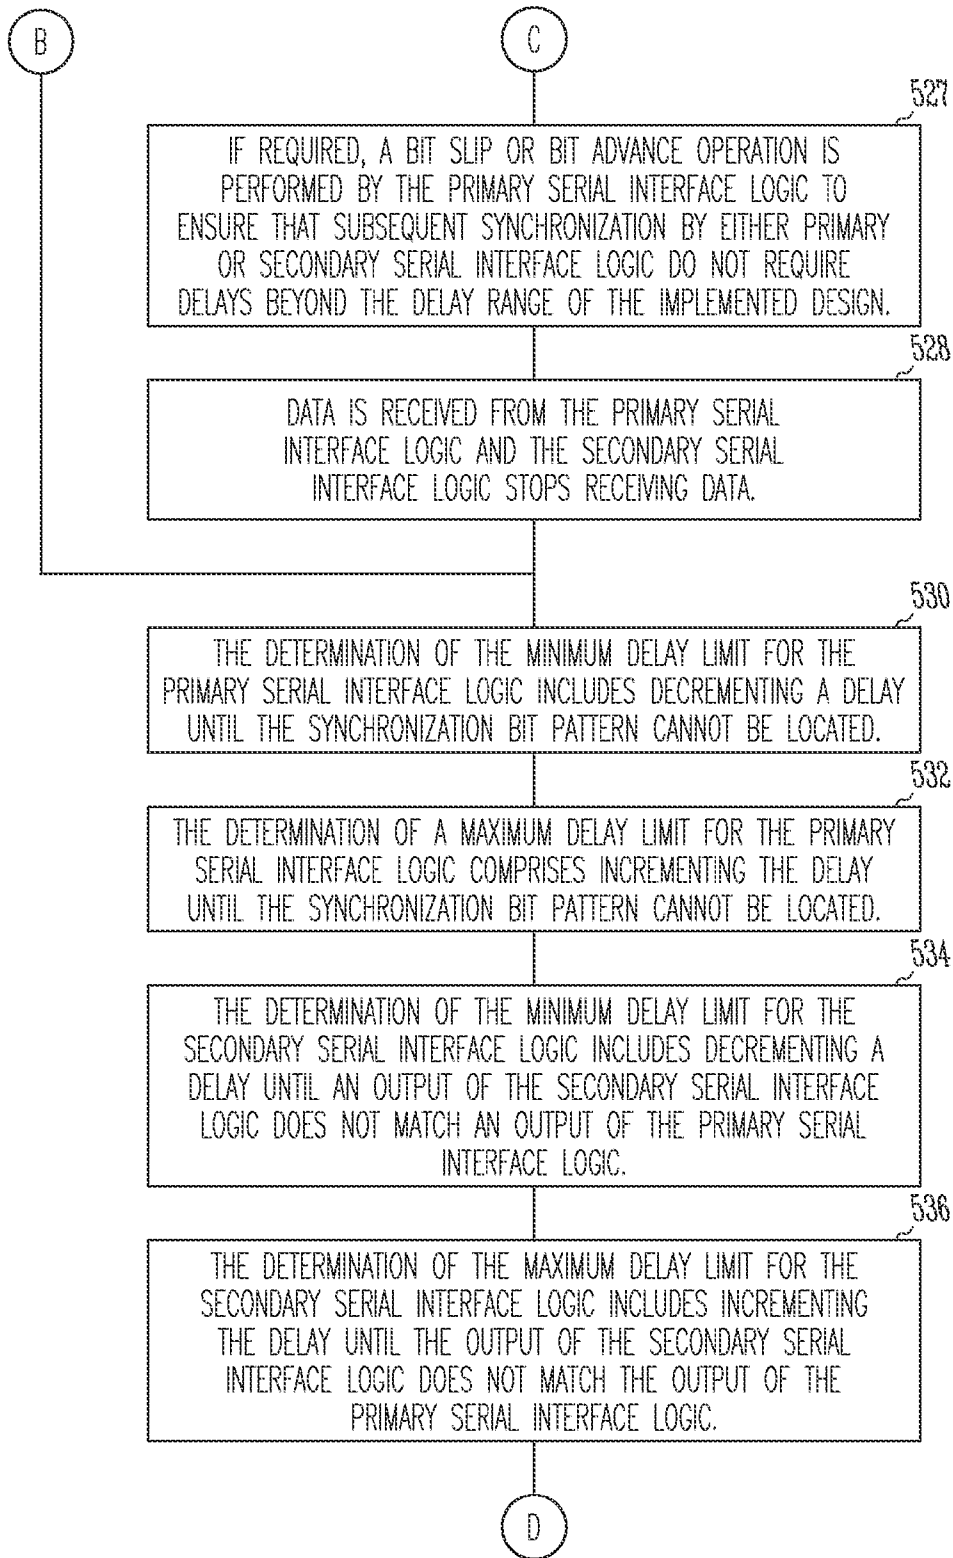 B
C
527
IF REQUIRED, A BIT SLIP OR BIT ADVANCE OPERATION IS
PERFORMED BY THE PRIMARY SERIAL INTERFACE LOGIC TO
ENSURE THAT SUBSEQUENT SYNCHRONIZATION BY EITHER PRIMARY
OR SECONDARY SERIAL INTERFACE LOGIC DO NOT REQUIRE
DELAYS BEYOND THE DELAY RANGE OF THE IMPLEMENTED DESIGN.
528
DATA IS RECEIVED FROM THE PRIMARY SERIAL
INTERFACE LOGIC AND THE SECONDARY SERIAL
INTERFACE LOGIC STOPS RECEIVING DATA.
530
THE DETERMINATION OF THE MINIMUM DELAY LIMIT FOR THE
PRIMARY SERIAL INTERFACE LOGIC INCLUDES DECREMENTING A DELAY
UNTIL THE SYNCHRONIZATION BIT PATTERN CANNOT BE LOCATED.
532
THE DETERMINATION OF A MAXIMUM DELAY LIMIT FOR THE PRIMARY
SERIAL INTERFACE LOGIC COMPRISES INCREMENTING THE DELAY
UNTIL THE SYNCHRONIZATION BIT PATTERN CANNOT BE LOCATED.
534
THE DETERMINATION OF THE MINIMUM DELAY LIMIT FOR THE
SECONDARY SERIAL INTERFACE LOGIC INCLUDES DECREMENTING A
DELAY UNTIL AN OUTPUT OF THE SECONDARY SERIAL INTERFACE
LOGIC DOES NOT MATCH AN OUTPUT OF THE PRIMARY SERIAL
INTERFACE LOGIC.
536
THE DETERMINATION OF THE MAXIMUM DELAY LIMIT FOR THE
SECONDARY SERIAL INTERFACE LOGIC INCLUDES INCREMENTING
THE DELAY UNTIL THE OUTPUT OF THE SECONDARY SERIAL
INTERFACE LOGIC DOES NOT MATCH THE OUTPUT OF THE
PRIMARY SERIAL INTERFACE LOGIC.
D